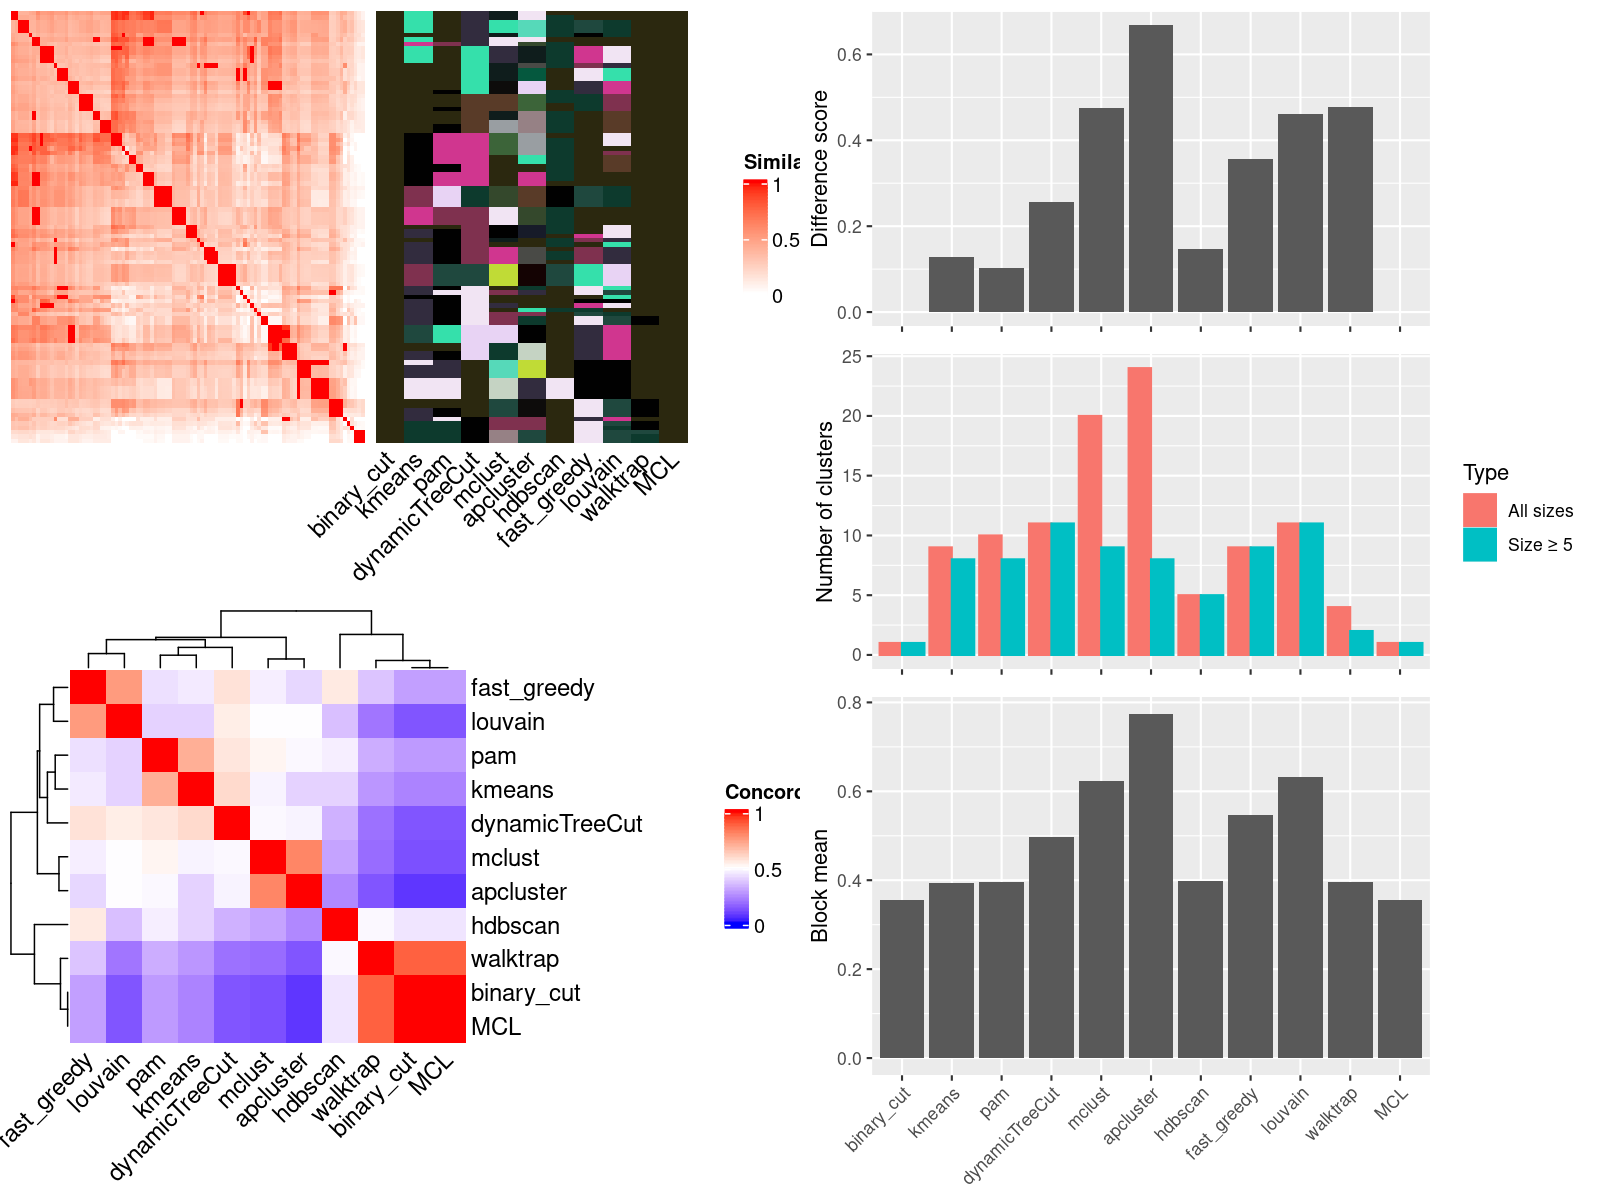 Simila
1
0.5
0
binary_cut
kmeans
pam
dynamicTreeCut
mclust
apcluster
hdbscan
fast_greedy
louvain
walktrap
MCL
Difference score
0.6
0.4
0.2
0.0
Number of clusters
25
20
15
10
5
0
Type
All sizes
Size ≥ 5
fast_greedy
louvain
pam
kmeans
dynamicTreeCut
mclust
apcluster
hdbscan
walktrap
binary_cut
MCL
fast_greedy
louvain
pam
kmeans
dynamicTreeCut
mclust
apcluster
hdbscan
walktrap
binary_cut
MCL
Concor
1
0.5
0
Block mean
0.8
0.6
0.4
0.2
0.0
binary_cut
kmeans
pam
dynamicTreeCut
mclust
apcluster
hdbscan
fast_greedy
louvain
walktrap
MCL